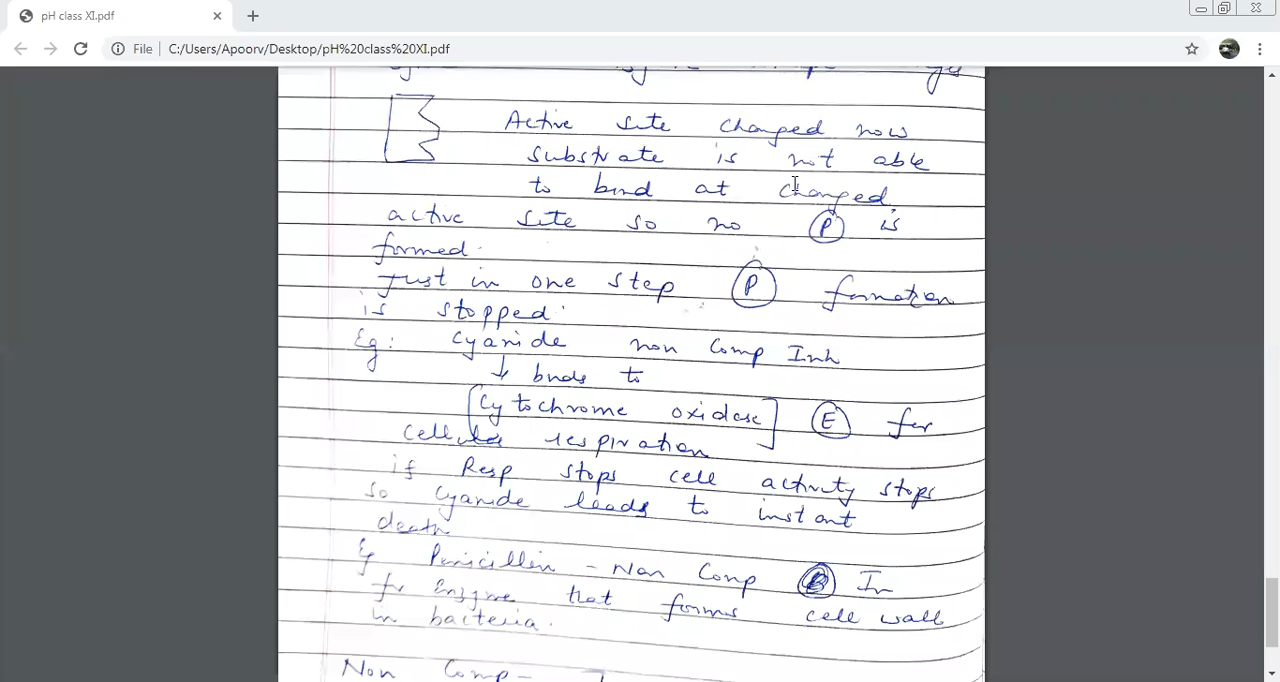 pH class XI.pdf
File C:/Users/Apoorv/Desktop/pH%20class%20XI.pdf
Active site changed now
substrate is not able
to bind at changed
active site so no (P) is
formed.
Just in one step (P) formation
is stopped.
Eg: Cyanide non Comp Inh
↓ binds to
[Cytochrome oxidase] (E) for
cellular respiration
if Resp stops cell activity stops
so Cyanide leads to instant
death
Eg Penicillin - Non Comp In
for Enzyme that forms cell wall
in bacteria.
Non Comp-